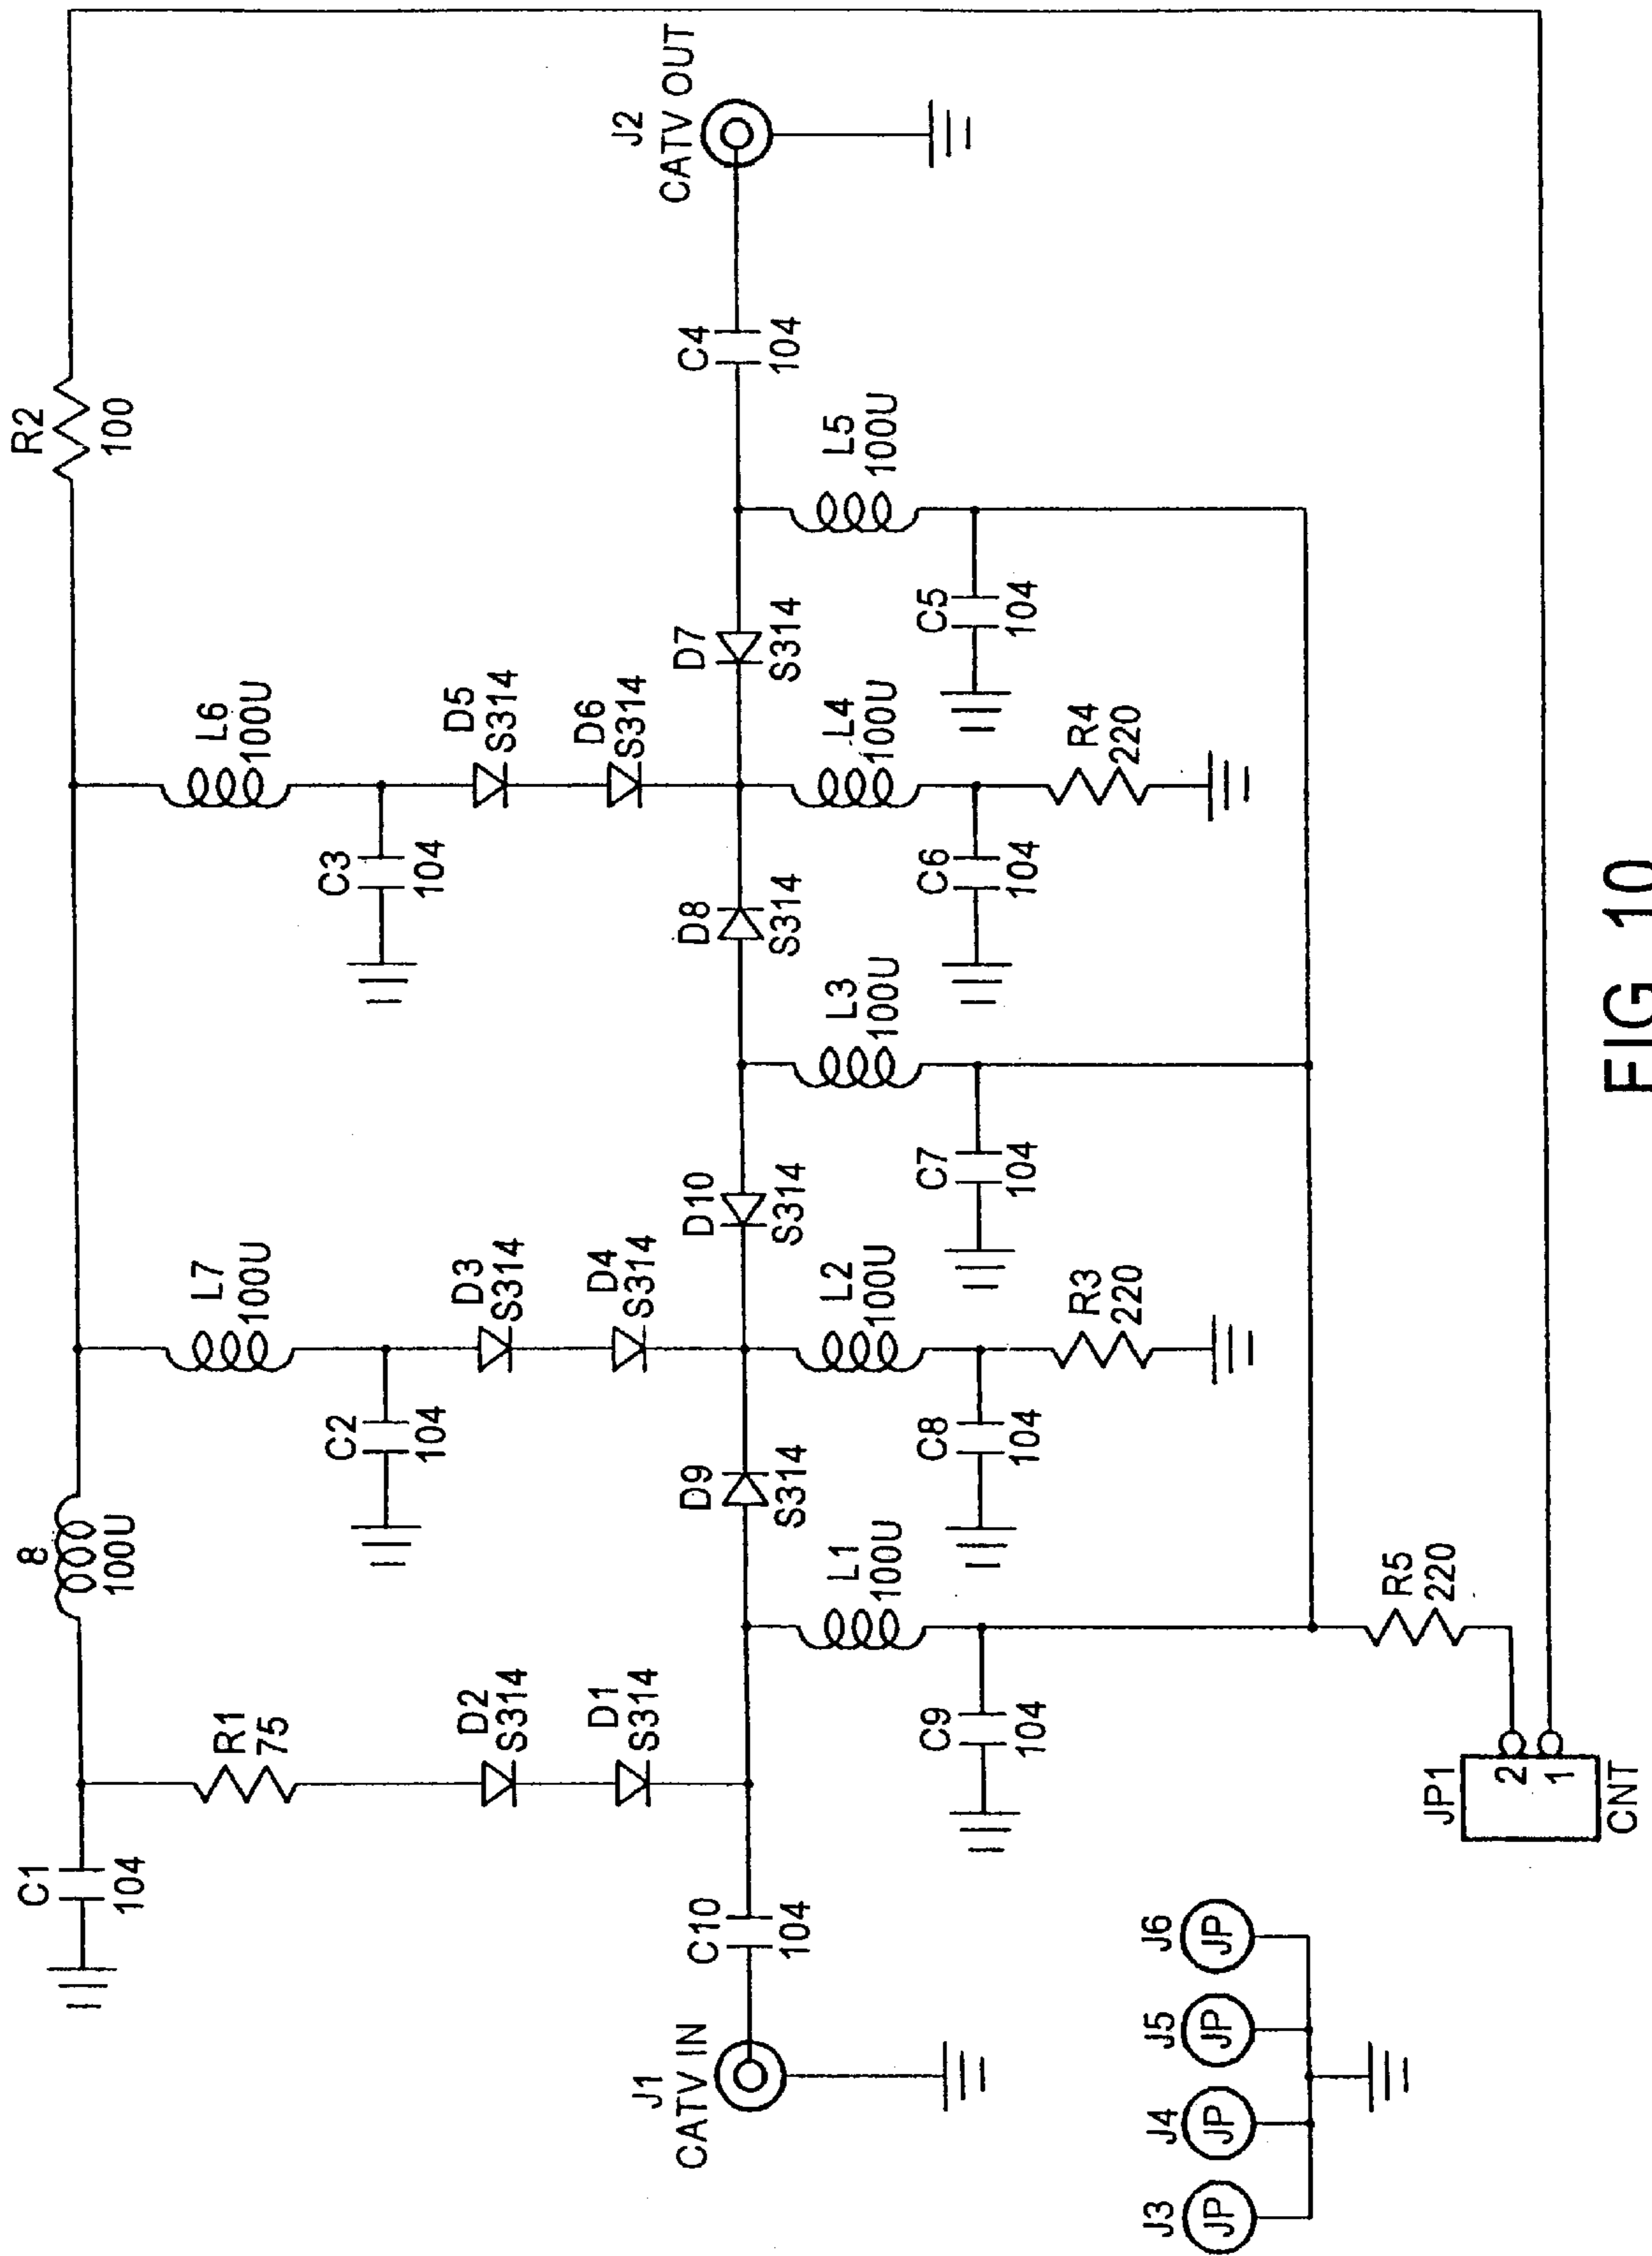 R2
100
8
100U
C1
104
L6
100U
L7
100U
R1
75
C3
104
C2
104
D5
S314
D3
S314
D2
S314
D6
S314
D4
S314
D1
S314
J1
CATV IN
C10
104
D9
S314
D10
S314
D8
S314
D7
S314
C4
104
J2
CATV OUT
L1
100U
L2
100U
L3
100U
L4
100U
L5
100U
C9
104
C8
104
C7
104
C6
104
C5
104
R3
220
R4
220
R5
220
J3
JP
J4
JP
J5
JP
J6
JP
JP1
2
1
CNT
FIG 10